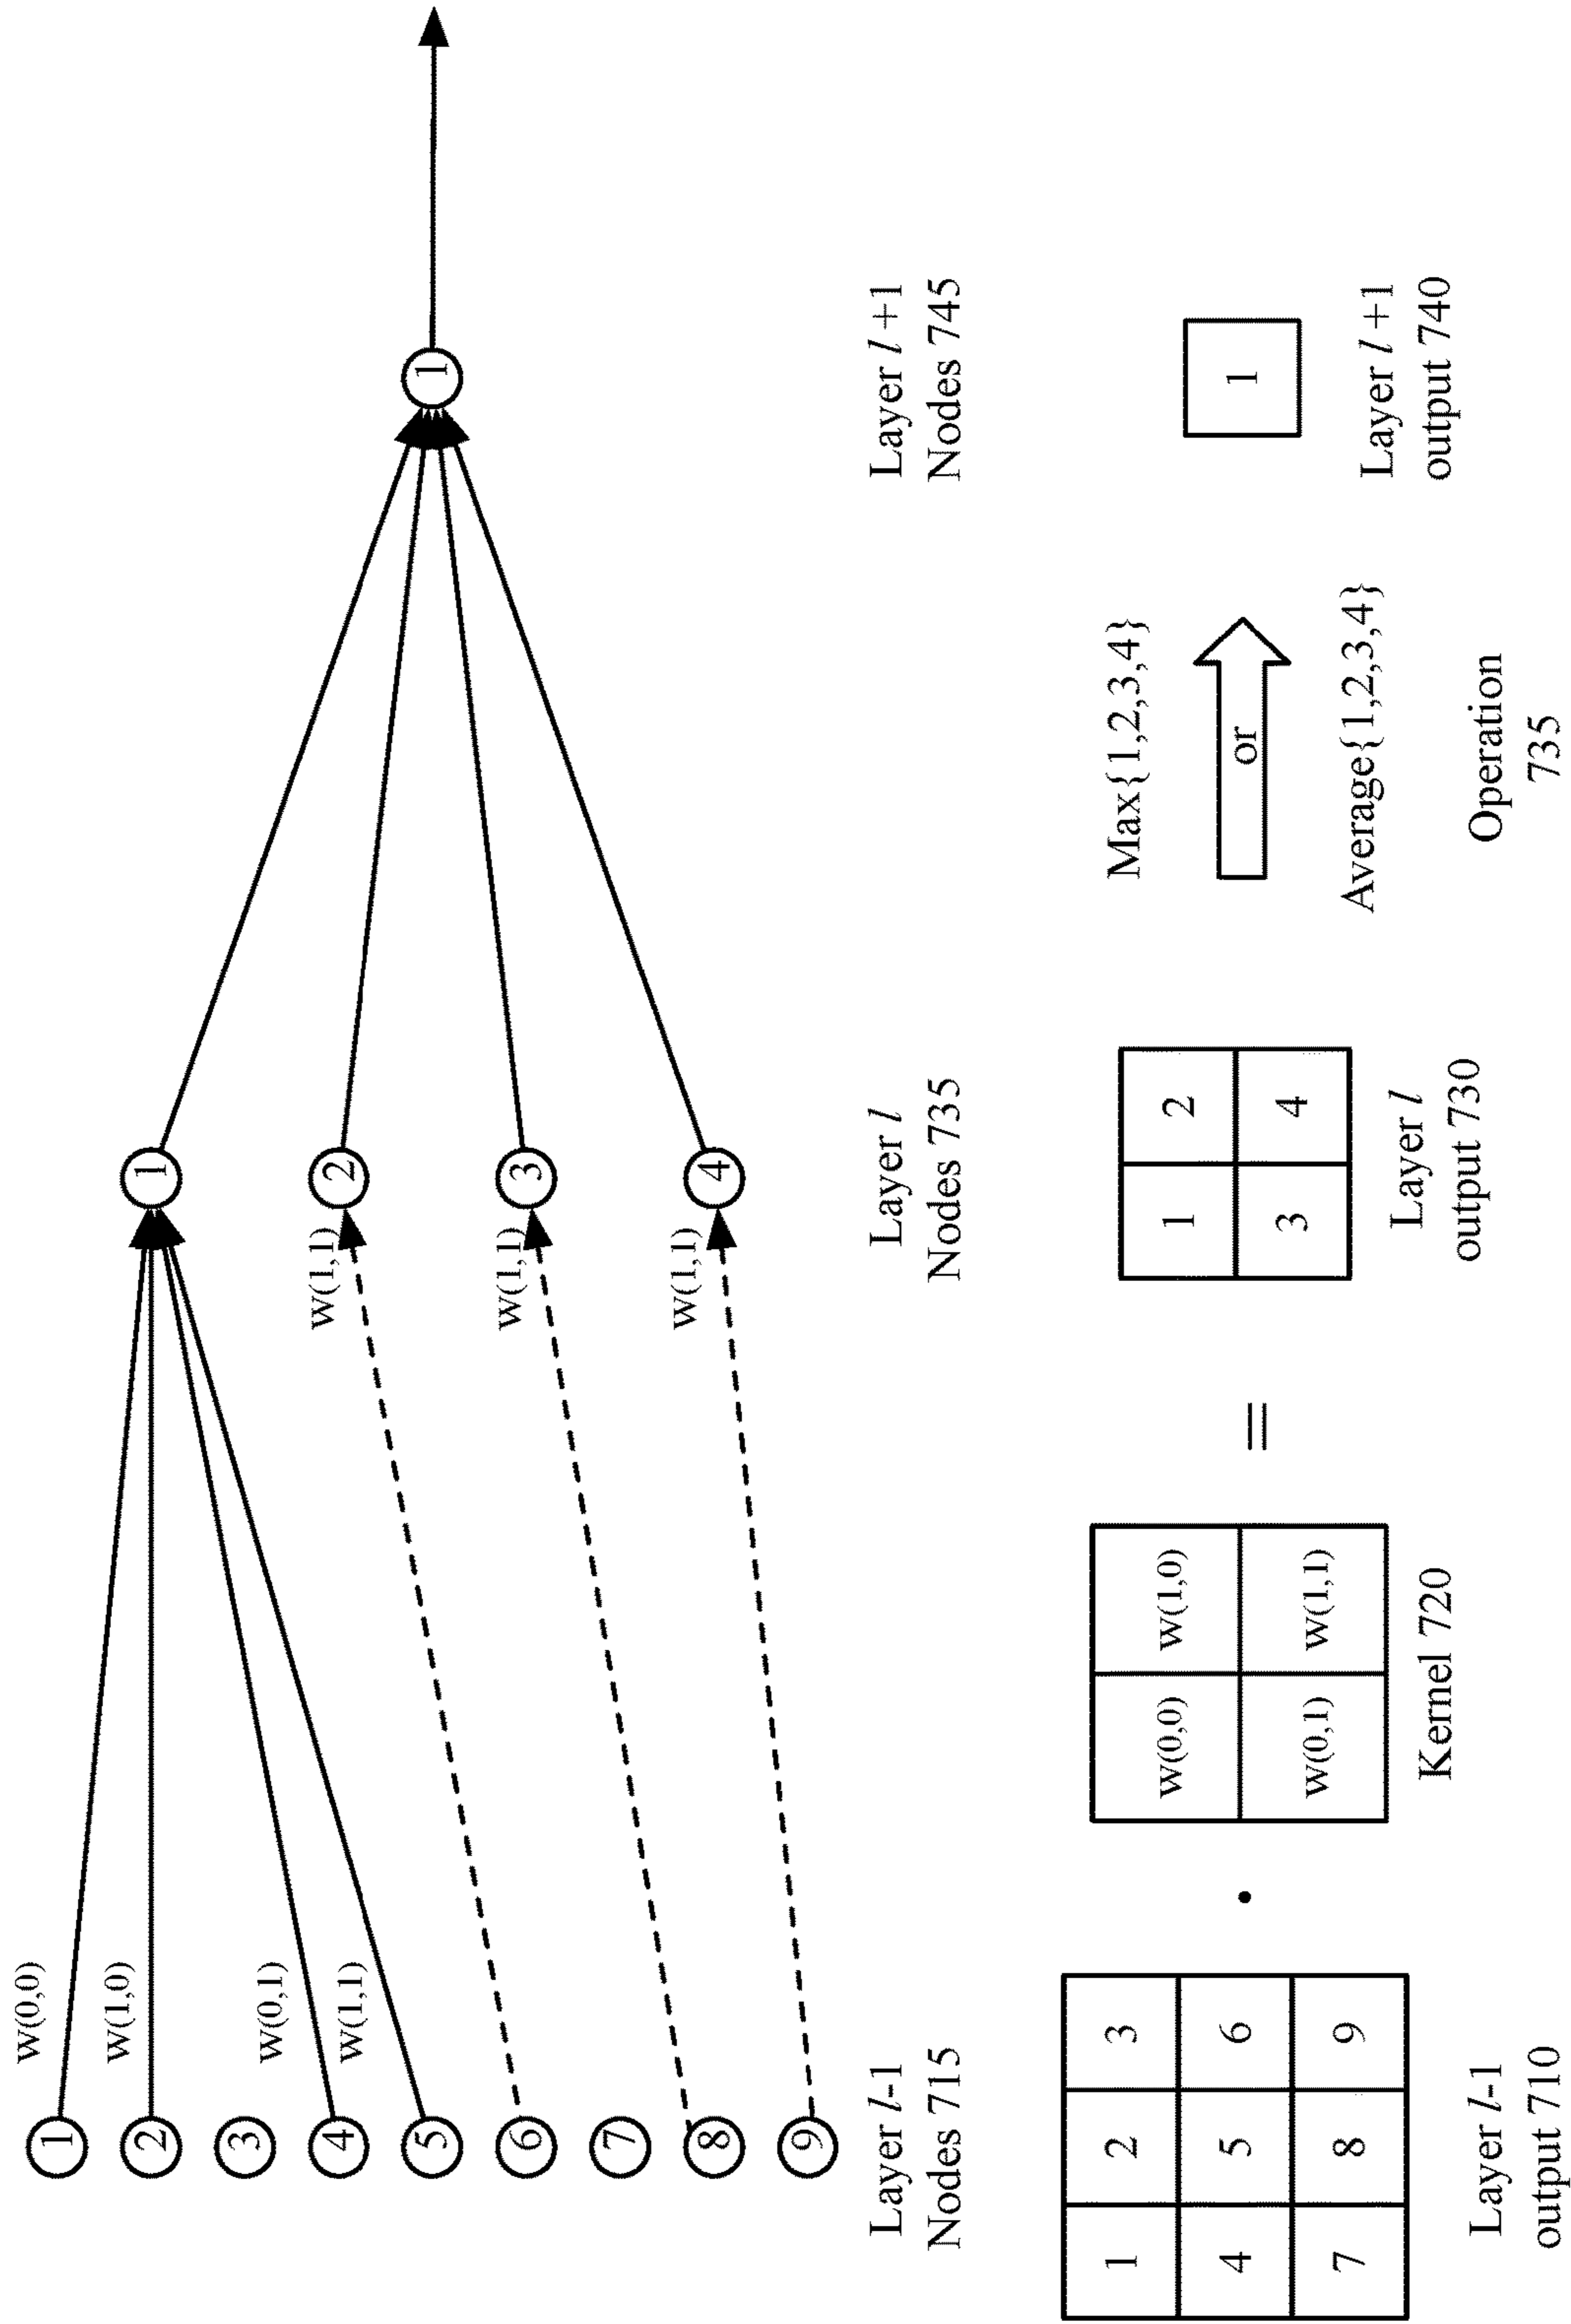 w(0,0)
w(1,0)
w(0,1)
w(1,1)
1
2
3
4
5
6
7
8
9
w(1,1)
w(1,1)
w(1,1)
1
2
3
4
1
Layer l-1
Nodes 715
Layer l
Nodes 735
Layer l +1
Nodes 745
1 2 3
4 5 6
7 8 9
Layer l-1
output 710
·
w(0,0) w(1,0)
w(0,1) w(1,1)
Kernel 720
=
1 2
3 4
Layer l
output 730
Max{1,2,3,4}
or
Average{1,2,3,4}
Operation
735
1
Layer l +1
output 740